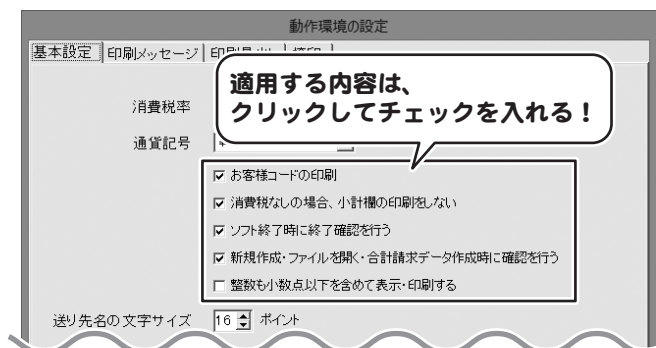 動作環境の設定
基本設定 印刷メッセージ
適用する内容は、
クリックしてチェックを入れる！
消費税率
通貨記号
お客様コードの印刷
消費税なしの場合、小計欄の印刷をしない
ソフト終了時に終了確認を行う
新規作成・ファイルを開く・合計請求データ作成時に確認を行う
整数も小数点以下を含めて表示・印刷する
送り先名の文字サイズ 16 ポイント